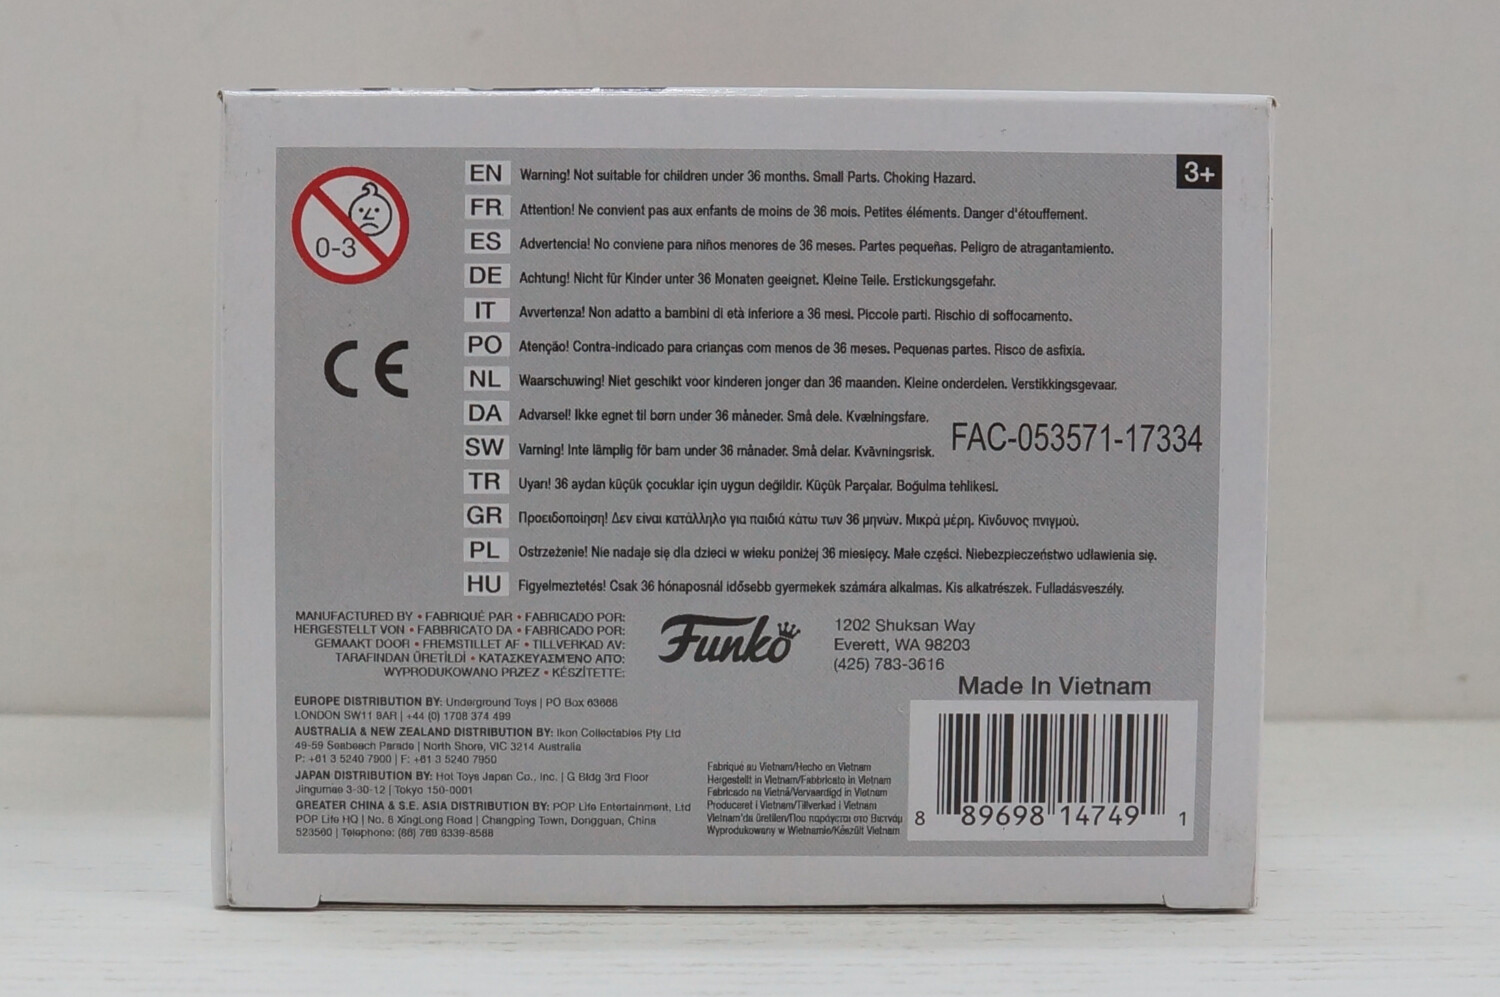 3+
0-3
CE
EN Warning! Not suitable for children under 36 months. Small Parts. Choking Hazard.
FR Attention! Ne convient pas aux enfants de moins de 36 mois. Petites éléments. Danger d'étouffement.
ES Advertencia! No conviene para niños menores de 36 meses. Partes pequeñas. Peligro de atragantamiento.
DE Achtung! Nicht für Kinder unter 36 Monaten geeignet. Kleine Teile. Erstickungsgefahr.
IT Avvertenza! Non adatto a bambini di età inferiore a 36 mesi. Piccole parti. Rischio di soffocamento.
PO Atenção! Contra-indicado para crianças com menos de 36 meses. Pequenas partes. Risco de asfixia.
NL Waarschuwing! Niet geschikt voor kinderen jonger dan 36 maanden. Kleine onderdelen. Verstikkingsgevaar.
DA Advarsel! Ikke egnet til børn under 36 måneder. Små dele. Kvælningsfare.
SW Varning! Inte lämplig för barn under 36 månader. Små delar. Kvävningsrisk.
FAC-053571-17334
TR Uyarı! 36 aydan küçük çocuklar için uygun değildir. Küçük Parçalar. Boğulma tehlikesi.
GR Προειδοποίηση! Δεν είναι κατάλληλο για παιδιά κάτω των 36 μηνών. Μικρά μέρη. Κίνδυνος πνιγμού.
PL Ostrzeżenie! Nie nadaje się dla dzieci w wieku poniżej 36 miesięcy. Małe części. Niebezpieczeństwo udławienia się.
HU Figyelmeztetés! Csak 36 hónaposnál idősebb gyermekek számára alkalmas. Kis alkatrészek. Fulladásveszély.
MANUFACTURED BY • FABRIQUÉ PAR • FABRICADO POR:
HERGESTELLT VON • FABBRICATO DA • FABRICADO POR:
GEMAAKT DOOR • FREMSTILLET AF • TILLVERKAD AV:
TARAFINDAN ÜRETİLDİ • ΚΑΤΑΣΚΕΥΑΣΜΈΝΟ ΑΠΌ:
WYPRODUKOWANO PRZEZ • KÉSZÍTETTE:
Funko
1202 Shuksan Way
Everett, WA 98203
(425) 783-3616
EUROPE DISTRIBUTION BY: Underground Toys | PO Box 63666
LONDON SW11 9AR | +44 (0) 1708 374 499
AUSTRALIA & NEW ZEALAND DISTRIBUTION BY: Ikon Collectables Pty Ltd
49-59 Seabeach Parade | North Shore, VIC 3214 Australia
P: +61 3 5240 7900 | F: +61 3 5240 7950
JAPAN DISTRIBUTION BY: Hot Toys Japan Co., Inc. | G Bldg 3rd Floor
Jingumae 3-30-12 | Tokyo 150-0001
GREATER CHINA & S.E. ASIA DISTRIBUTION BY: POP Life Entertainment, Ltd
POP Life HQ | No. 6 XingLong Road | Changping Town, Dongguan, China
523560 | Telephone: (86) 769 8339-8588
Fabriqué au Vietnam/Hecho en Vietnam
Hergestellt in Vietnam/Fabbricato in Vietnam
Fabricado na Vietnã/Vervaardigd in Vietnam
Produceret i Vietnam/Tillverkad i Vietnam
Vietnam'da üretilen/Που παράγεται στο Βιετνάμ
Wyprodukowany w Wietnamie/Készült Vietnam
Made In Vietnam
8 89698 14749 1